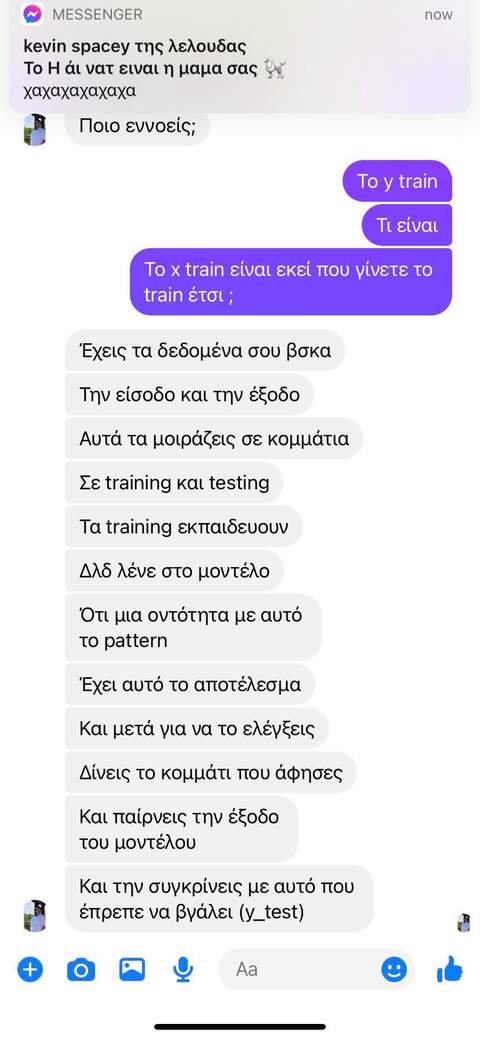 MESSENGER
now
kevin spacey της λελουδας
Το Η άι νατ ειναι η μαμα σας
χαχαχαχαχαχα
Ποιο εννοείς;
Το y train
Τι είναι
Το x train είναι εκεί που γίνετε το
train έτσι ;
Έχεις τα δεδομένα σου βσκα
Την είσοδο και την έξοδο
Αυτά τα μοιράζεις σε κομμάτια
Σε training και testing
Τα training εκπαιδευουν
Δλδ λένε στο μοντέλο
Ότι μια οντότητα με αυτό
το pattern
Έχει αυτό το αποτέλεσμα
Και μετά για να το ελέγξεις
Δίνεις το κομμάτι που άφησες
Και παίρνεις την έξοδο
του μοντέλου
Και την συγκρίνεις με αυτό που
έπρεπε να βγάλει (y_test)
Aa